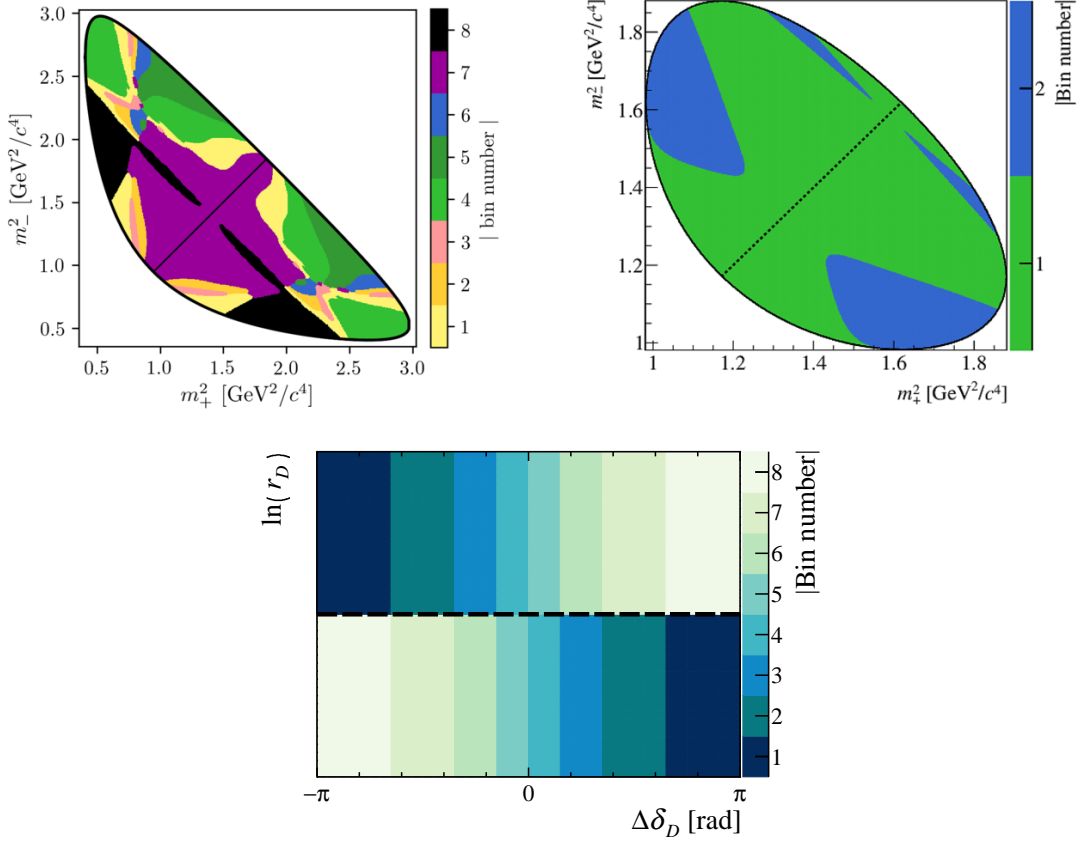 3.0
2.5
2.0
1.5
1.0
0.5
m²₋ [GeV²/c⁴]
0.5 1.0 1.5 2.0 2.5 3.0
m²₊ [GeV²/c⁴]
8
7
6
5
4
3
2
1
| bin number |
1.8
1.6
1.4
1.2
1
m²₋ [GeV²/c⁴]
1 1.2 1.4 1.6 1.8
m²₊ [GeV²/c⁴]
2
1
|Bin number|
ln(r_D)
−π 0 π
Δδ_D [rad]
8
7
6
5
4
3
2
1
|Bin number|